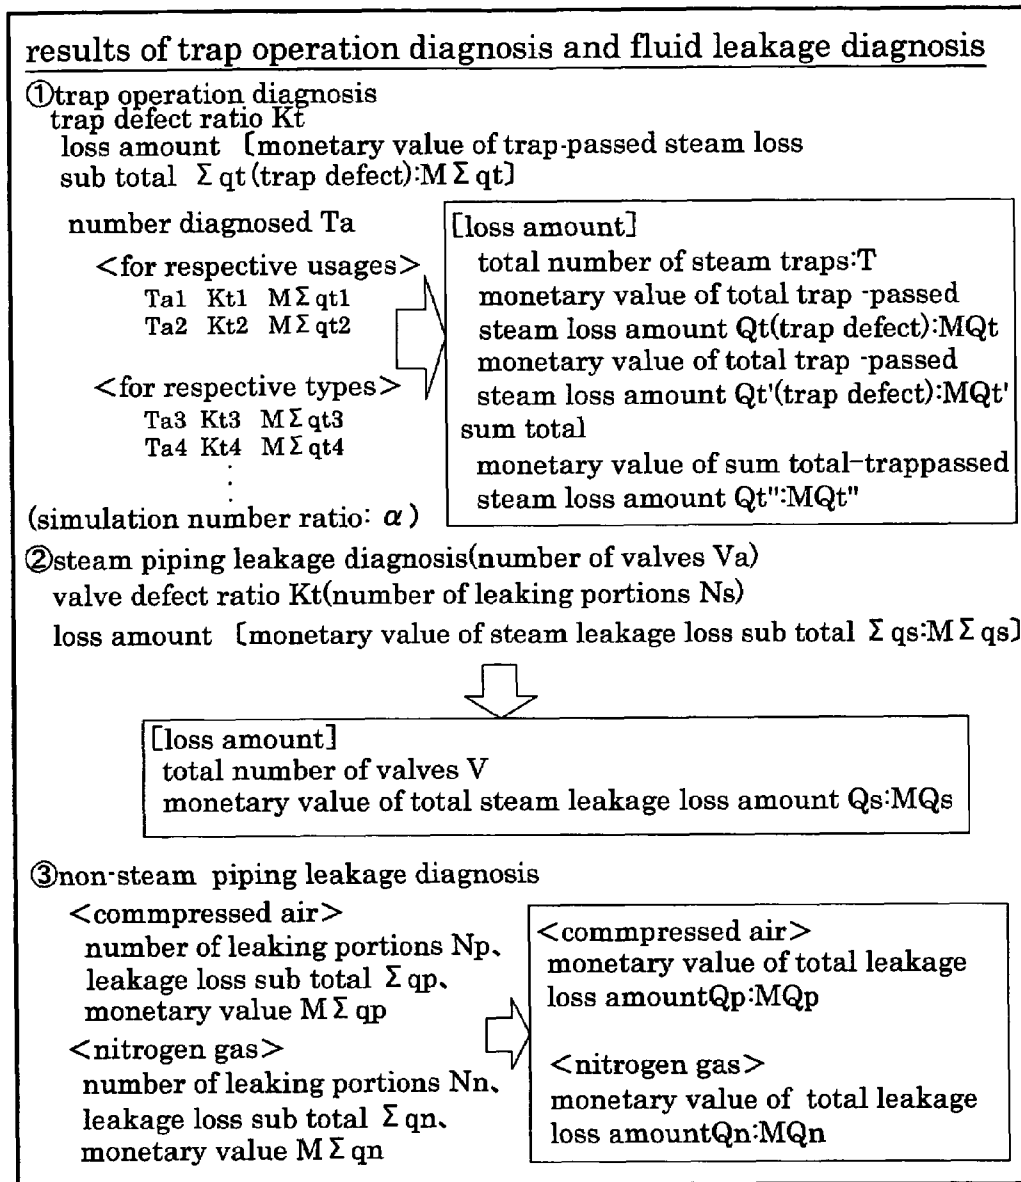 results of trap operation diagnosis and fluid leakage diagnosis
①trap operation diagnosis
trap defect ratio Kt
loss amount [monetary value of trap-passed steam loss
sub total Σqt(trap defect):MΣqt]
number diagnosed Ta
<for respective usages>
Ta1 Kt1 MΣqt1
Ta2 Kt2 MΣqt2
<for respective types>
Ta3 Kt3 MΣqt3
Ta4 Kt4 MΣqt4
⋮
(simulation number ratio: α)
[loss amount]
total number of steam traps:T
monetary value of total trap -passed
steam loss amount Qt(trap defect):MQt
monetary value of total trap -passed
steam loss amount Qt'(trap defect):MQt'
sum total
monetary value of sum total-trappassed
steam loss amount Qt":MQt"
②steam piping leakage diagnosis(number of valves Va)
valve defect ratio Kt(number of leaking portions Ns)
loss amount [monetary value of steam leakage loss sub total Σqs:MΣqs]
[loss amount]
total number of valves V
monetary value of total steam leakage loss amount Qs:MQs
③non-steam piping leakage diagnosis
<commpressed air>
number of leaking portions Np、
leakage loss sub total Σqp、
monetary value MΣqp
<nitrogen gas>
number of leaking portions Nn、
leakage loss sub total Σqn、
monetary value MΣqn
<commpressed air>
monetary value of total leakage
loss amountQp:MQp
<nitrogen gas>
monetary value of total leakage
loss amountQn:MQn